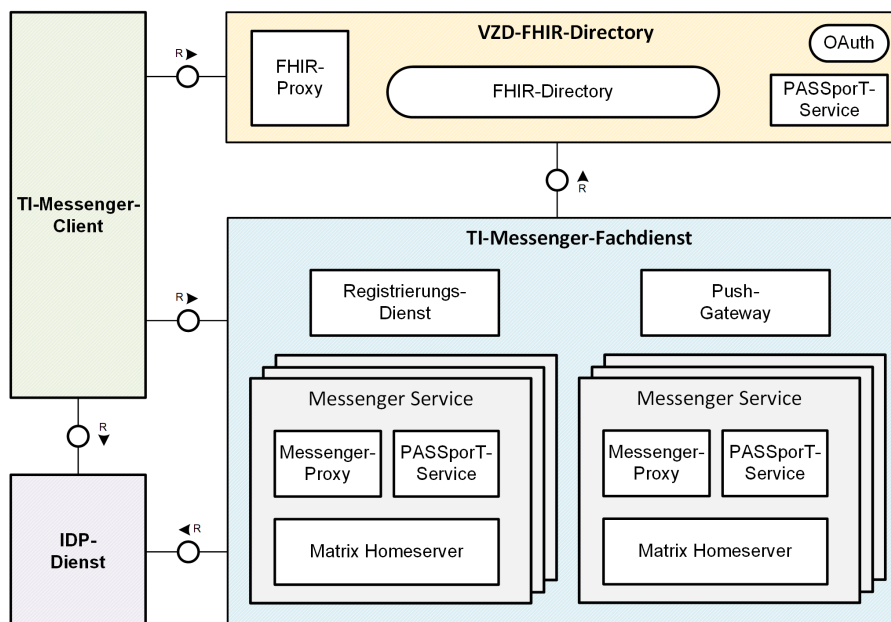 VZD-FHIR-Directory
R
FHIR-
Proxy
FHIR-Directory
OAuth
PASSporT-
Service
TI-Messenger-
Client
R
TI-Messenger-Fachdienst
R
Registrierungs-
Dienst
Push-
Gateway
Messenger Service
Messenger-
Proxy
PASSporT-
Service
Matrix Homeserver
Messenger Service
Messenger-
Proxy
PASSporT-
Service
Matrix Homeserver
R
IDP-
Dienst
R